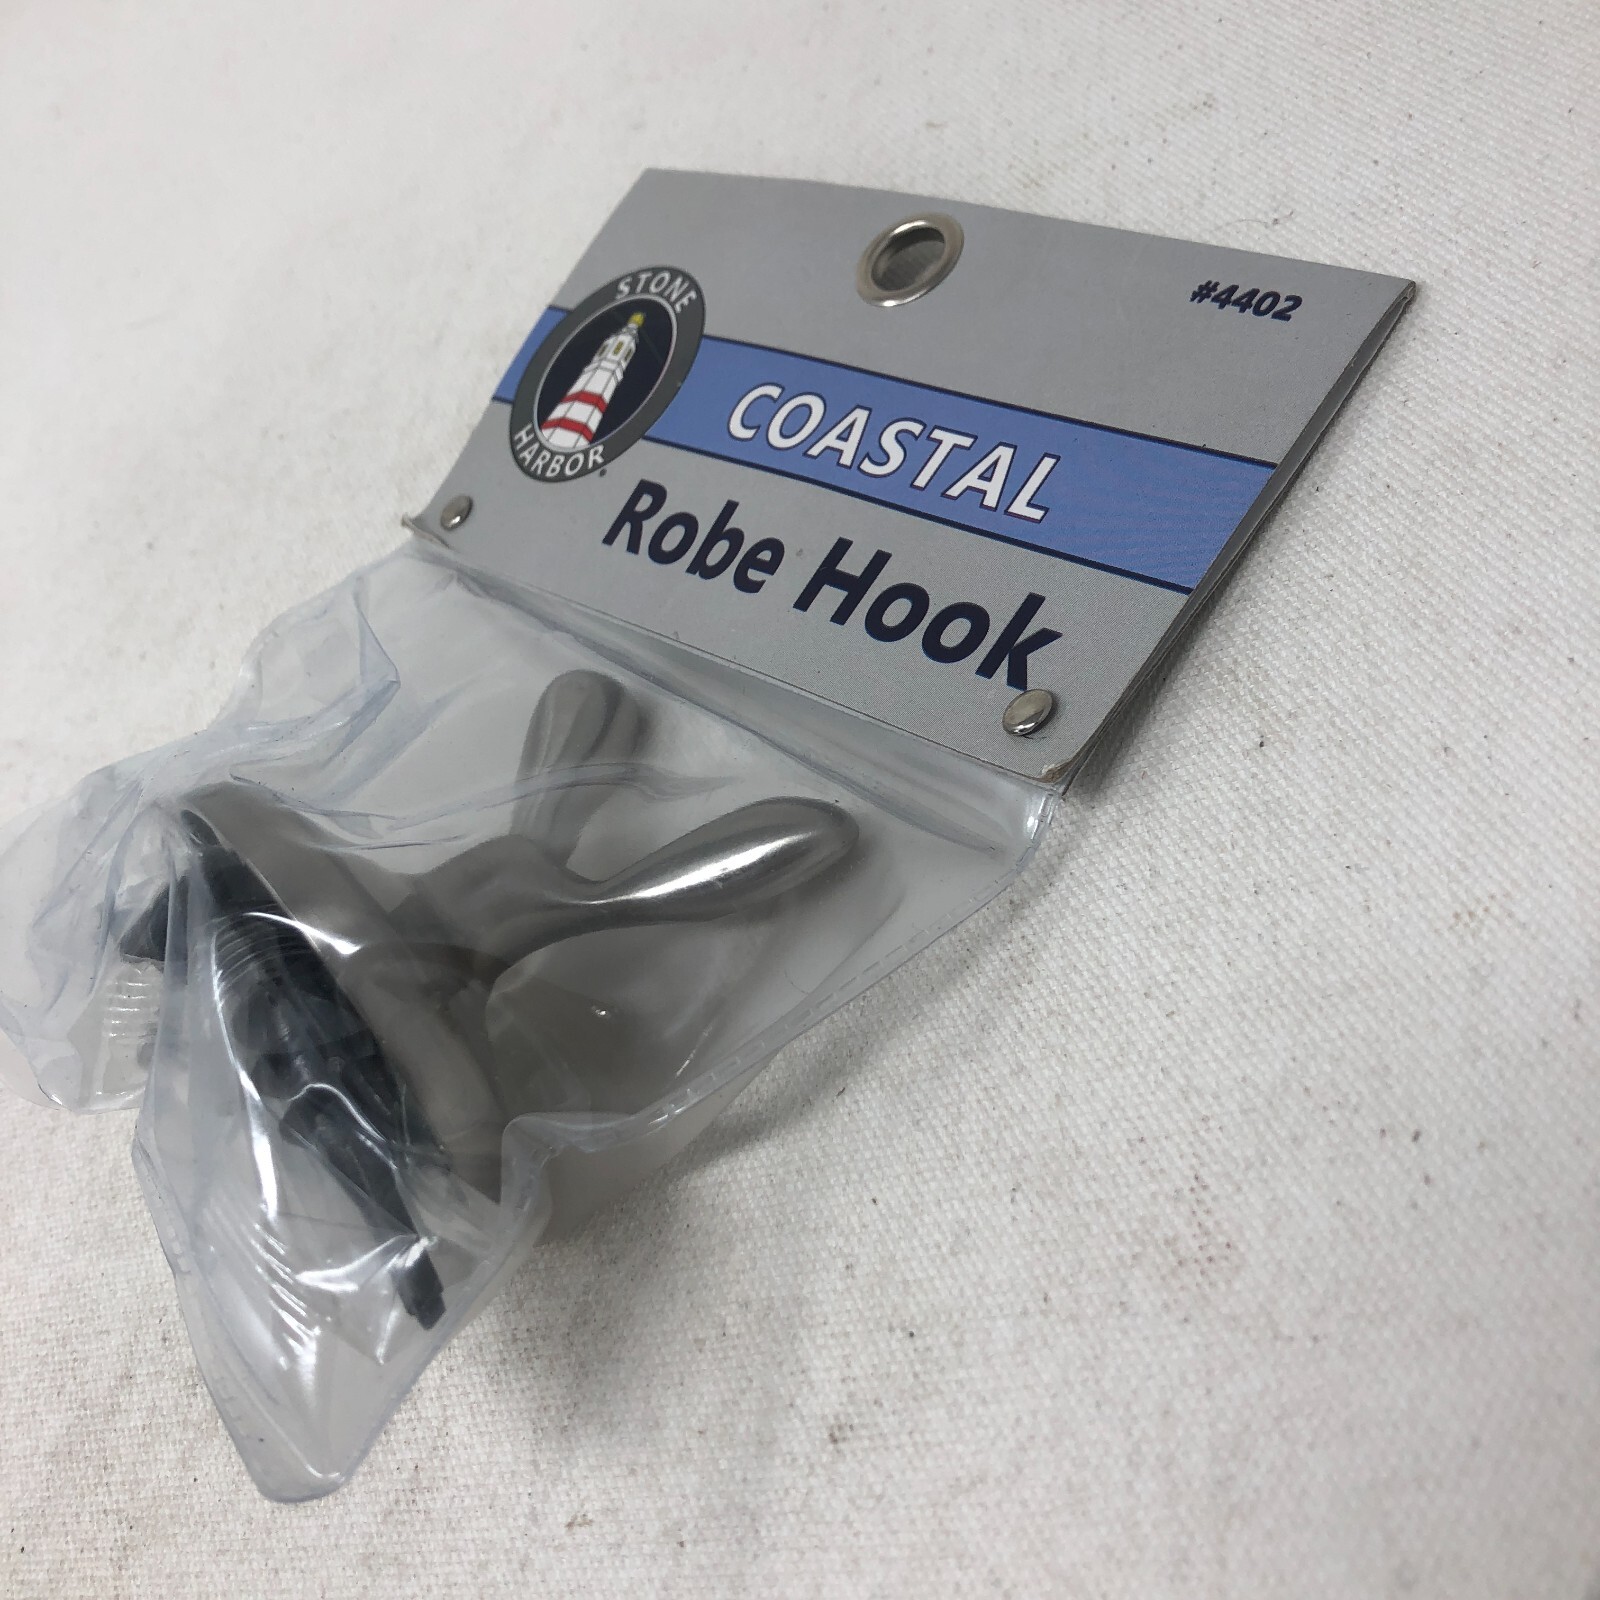 #4402
STONE
HARBOR
COASTAL
Robe Hook